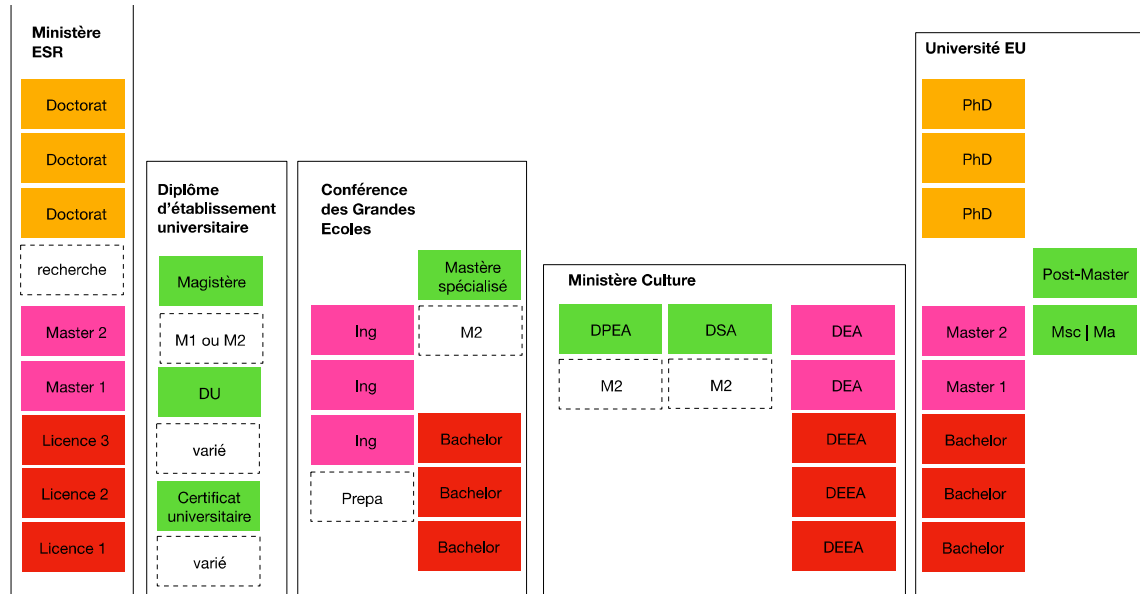 Ministère
ESR
Doctorat
Doctorat
Doctorat
recherche
Master 2
Master 1
Licence 3
Licence 2
Licence 1
Diplôme
d'établissement
universitaire
Magistère
M1 ou M2
DU
varié
Certificat
universitaire
varié
Conférence
des Grandes
Ecoles
Ing
Ing
Ing
Prepa
Mastère
spécialisé
M2
Bachelor
Bachelor
Bachelor
Ministère Culture
DPEA
M2
DSA
M2
DEA
DEA
DEEA
DEEA
DEEA
Université EU
PhD
PhD
PhD
Master 2
Master 1
Bachelor
Bachelor
Bachelor
Post-Master
Msc | Ma